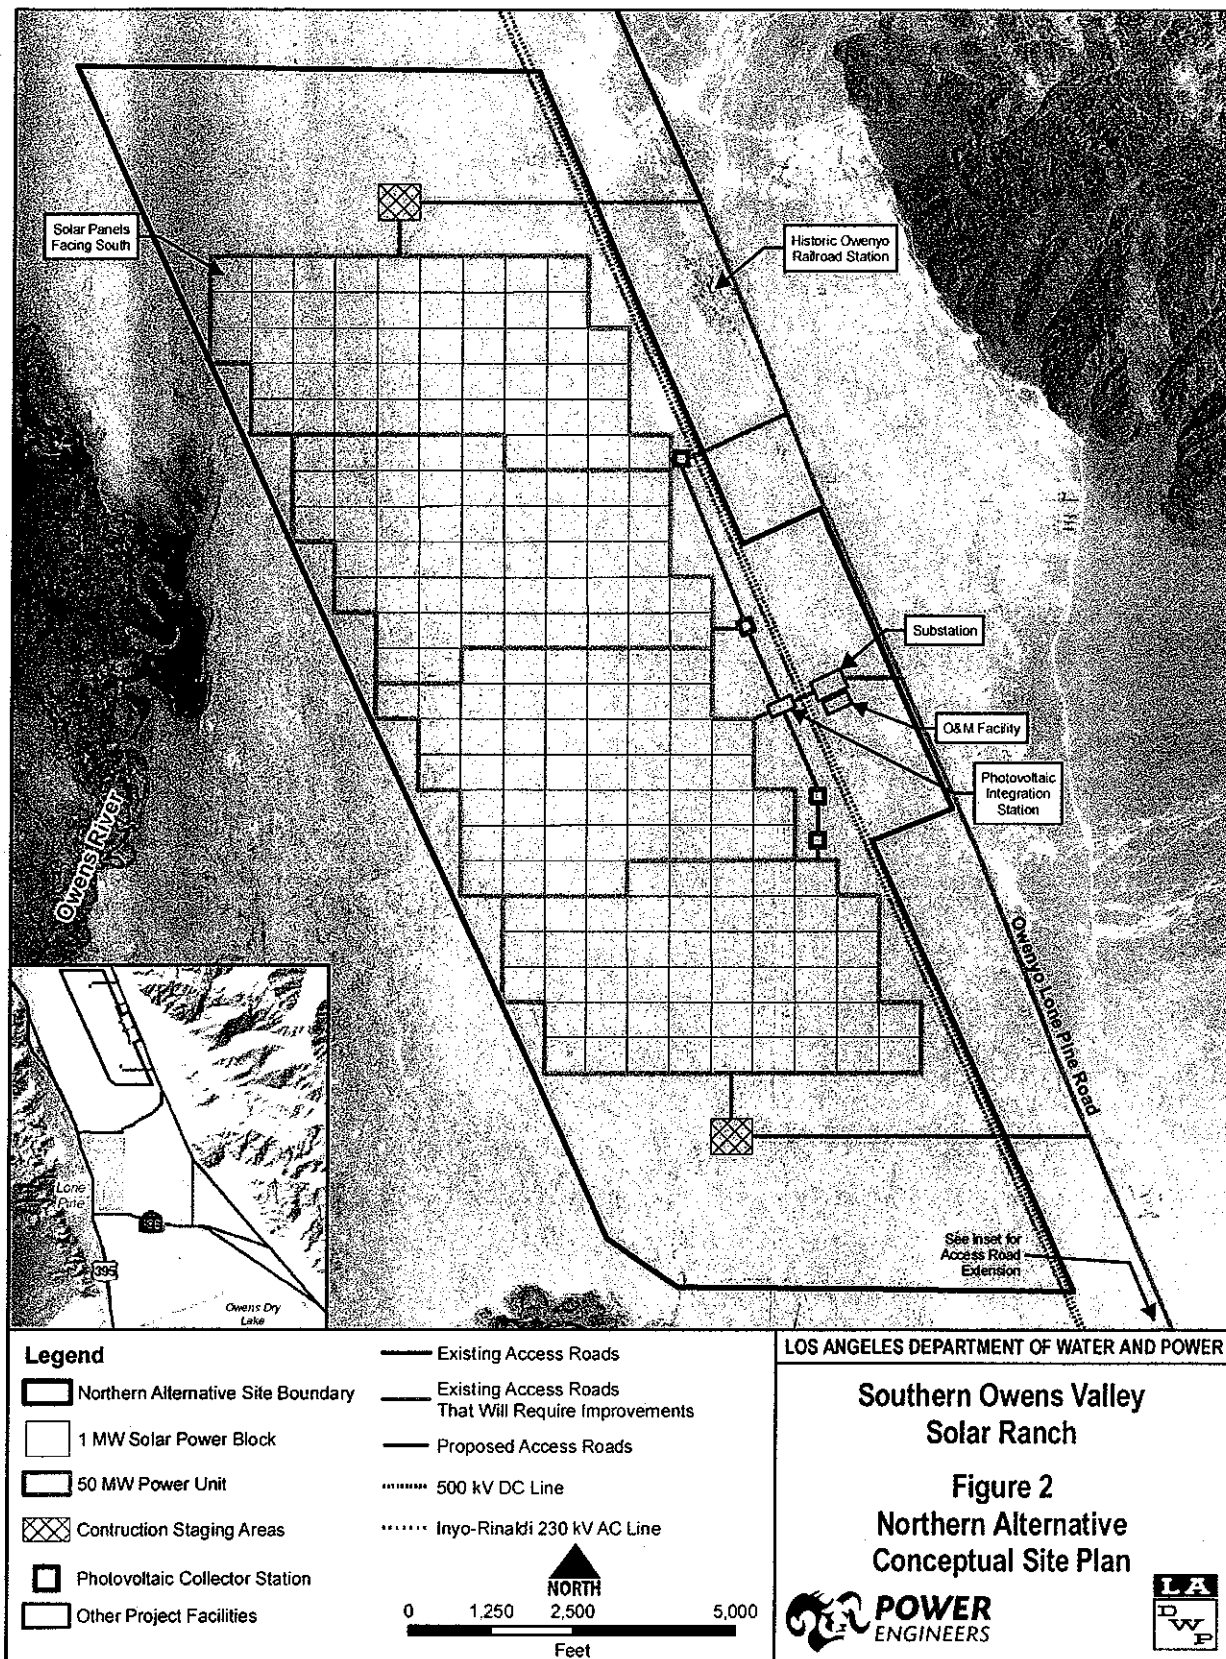 Solar Panels
Facing South
Historic Owenyo
Railroad Station
Substation
O&M Facility
Photovoltaic
Integration
Station
Owens River
Owenyo Lone Pine Road
Lone
Pine
395
Owens Dry
Lake
See Inset for
Access Road
Extension
Legend
Northern Alternative Site Boundary
1 MW Solar Power Block
50 MW Power Unit
Contruction Staging Areas
Photovoltaic Collector Station
Other Project Facilities
Existing Access Roads
Existing Access Roads
That Will Require Improvements
Proposed Access Roads
500 kV DC Line
Inyo-Rinaldi 230 kV AC Line
NORTH
0 1,250 2,500 5,000
Feet
LOS ANGELES DEPARTMENT OF WATER AND POWER
Southern Owens Valley
Solar Ranch
Figure 2
Northern Alternative
Conceptual Site Plan
POWER
ENGINEERS
LA
DWP